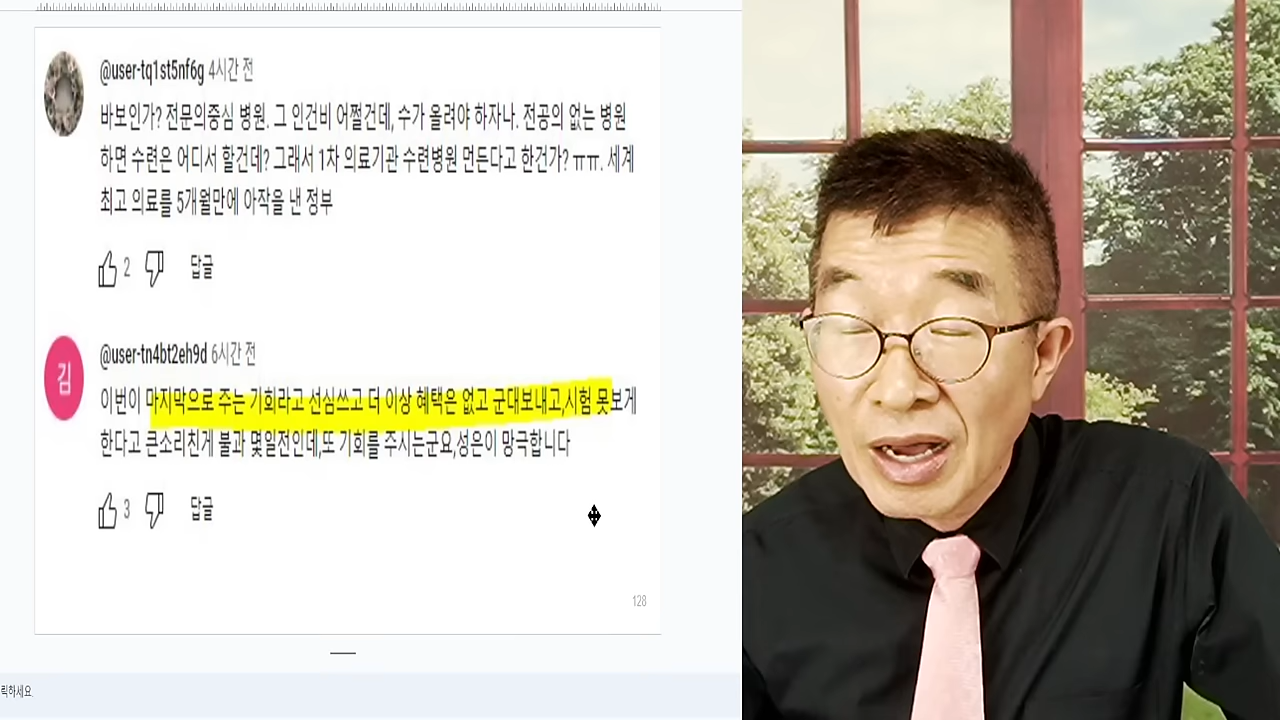 @user-tq1st5nf6g 4시간 전
바보인가? 전문의중심 병원. 그 인건비 어쩔건데, 수가 올려야 하자나. 전공의 없는 병원
하면 수련은 어디서 할건데? 그래서 1차 의료기관 수련병원 먼든다고 한건가? ㅠㅠ. 세계
최고 의료를 5개월만에 아작을 낸 정부
2 답글
김
@user-tn4bt2eh9d 6시간 전
이번이 마지막으로 주는 기회라고 선심쓰고 더 이상 혜택은 없고 군대보내고,시험 못보게
한다고 큰소리친게 불과 몇일전인데,또 기회를 주시는군요,성은이 망극합니다
3 답글
128
릭하세요.